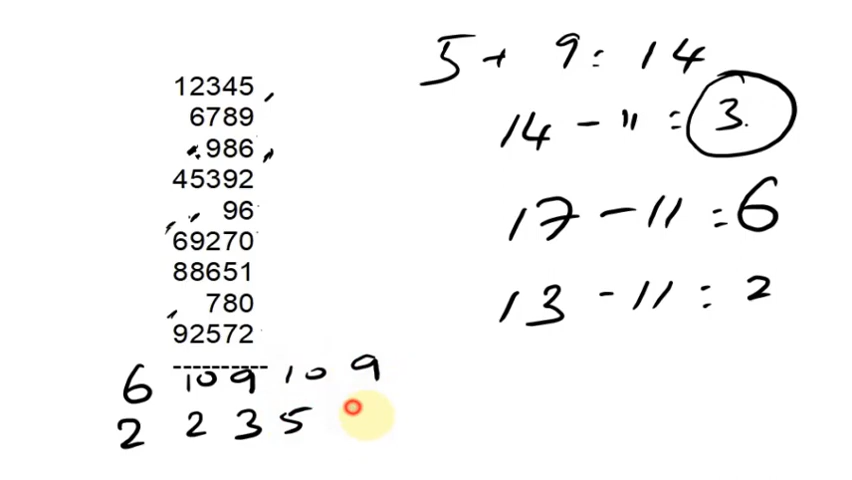 5 + 9 = 14
12345
6789
14 - 11 = 3
986
45392
96
17 - 11 = 6
69270
88651
13 - 11 = 2
780
92572
---------
6 10 9 10 9
2 2 3 5